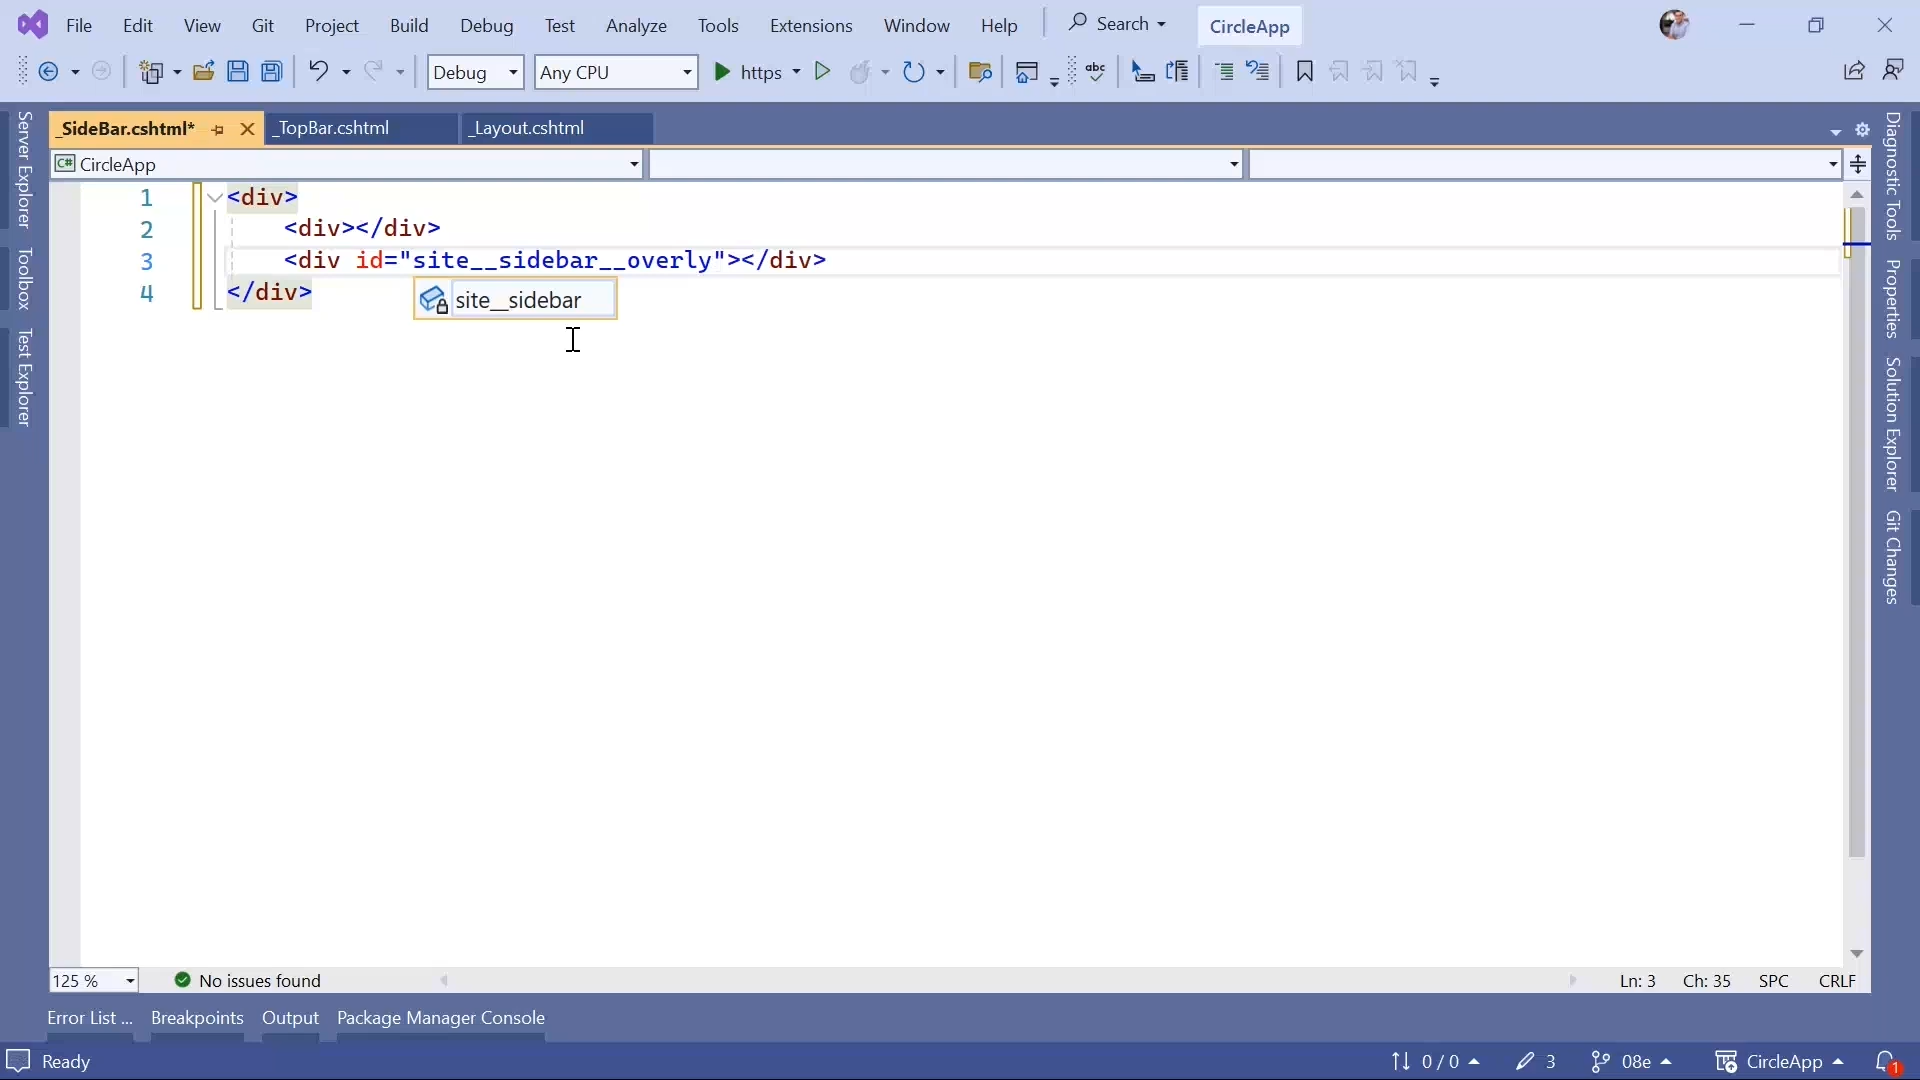 File Edit View Git Project Build Debug Test Analyze Tools Extensions Window Help Search CircleApp
Debug Any CPU https abc
_SideBar.cshtml* _TopBar.cshtml _Layout.cshtml
C# CircleApp
1 <div>
2 <div></div>
3 <div id="site__sidebar__overly"></div>
4 </div>
site__sidebar
Server Explorer
Toolbox
Test Explorer
Diagnostic Tools
Properties
Solution Explorer
Git Changes
125 % No issues found Ln: 3 Ch: 35 SPC CRLF
Error List ... Breakpoints Output Package Manager Console
Ready 0 / 0 3 08e CircleApp 1